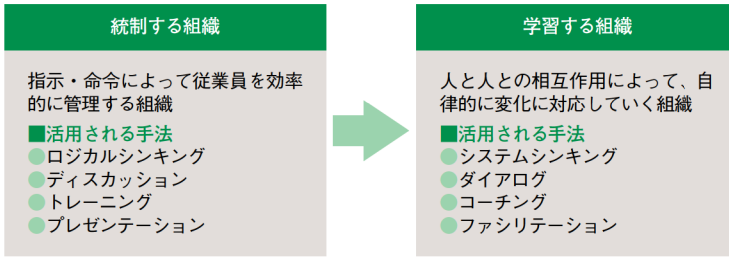 統制する組織
指示・命令によって従業員を効率
的に管理する組織
■活用される手法
●ロジカルシンキング
●ディスカッション
●トレーニング
●プレゼンテーション
学習する組織
人と人との相互作用によって、自
律的に変化に対応していく組織
■活用される手法
●システムシンキング
●ダイアログ
●コーチング
●ファシリテーション